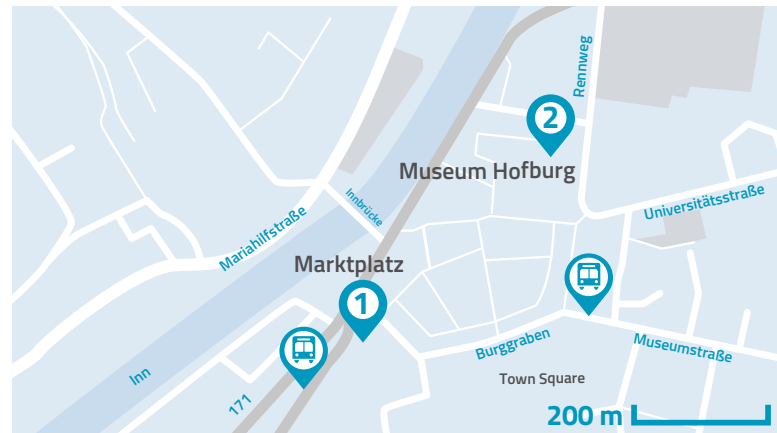 Rennweg
2
Museum Hofburg
Innbrücke
Universitätsstraße
Mariahilfstraße
Marktplatz
1
Burggraben
Museumstraße
Inn
Town Square
171
200 m